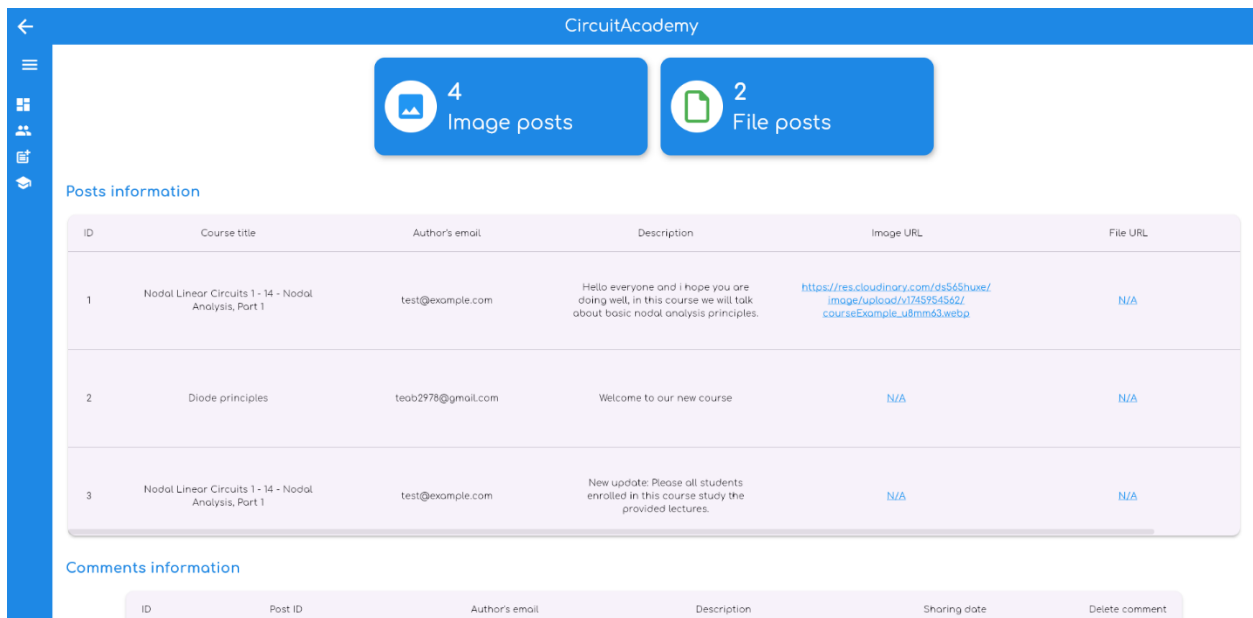 CircuitAcademy
4
Image posts
2
File posts
Posts information
ID Course title Author's email Description Image URL File URL
1 Nodal Linear Circuits 1 - 14 - Nodal Analysis, Part 1 test@example.com Hello everyone and i hope you are doing well, in this course we will talk about basic nodal analysis principles. https://res.cloudinary.com/ds565huxe/image/upload/v1745954562/courseExample_u8mm63.webp N/A
2 Diode principles teab2978@gmail.com Welcome to our new course N/A N/A
3 Nodal Linear Circuits 1 - 14 - Nodal Analysis, Part 1 test@example.com New update: Please all students enrolled in this course study the provided lectures. N/A N/A
Comments information
ID Post ID Author's email Description Sharing date Delete comment